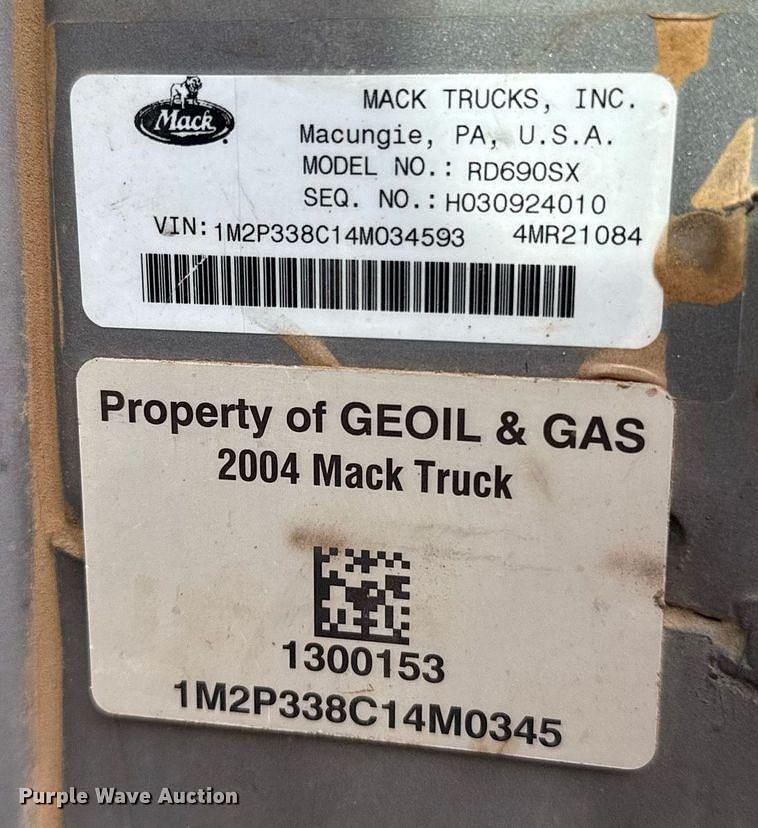 Mack
MACK TRUCKS, INC.
Macungie, PA, U.S.A.
MODEL NO.: RD690SX
SEQ. NO.: H030924010
VIN: 1M2P338C14M034593 4MR21084
Property of GEOIL & GAS
2004 Mack Truck
1300153
1M2P338C14M0345
Purple Wave Auction